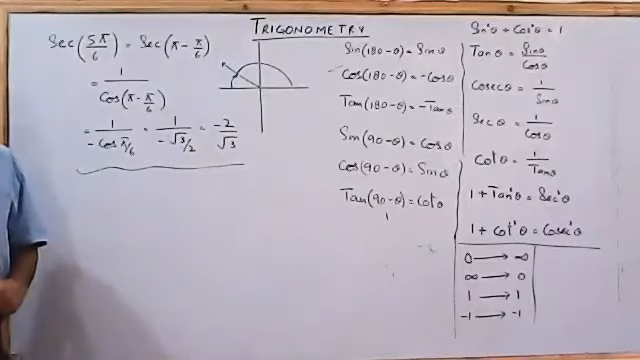 TRIGONOMETRY
Sec(5π/6) = Sec(π - π/6)
= 1/Cos(π - π/6)
= 1/-Cos π/6 = 1/-√3/2 = -2/√3
Sin(180-θ) = Sinθ
Cos(180-θ) = -Cosθ
Tan(180-θ) = -Tanθ
Sin(90-θ) = Cosθ
Cos(90-θ) = Sinθ
Tan(90-θ) = Cotθ
Sin²θ + Cos²θ = 1
Tanθ = Sinθ/Cosθ
Cosecθ = 1/Sinθ
Secθ = 1/Cosθ
Cotθ = 1/Tanθ
1 + Tan²θ = Sec²θ
1 + Cot²θ = Cosec²θ
0 → ∞
∞ → 0
1 → 1
-1 → -1